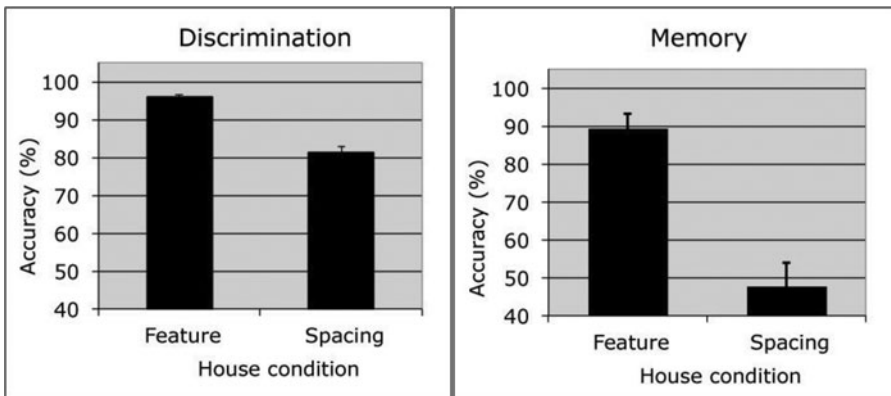 Discrimination
Accuracy (%)
100
90
80
70
60
50
40
Feature Spacing
House condition
Memory
Accuracy (%)
100
90
80
70
60
50
40
Feature Spacing
House condition